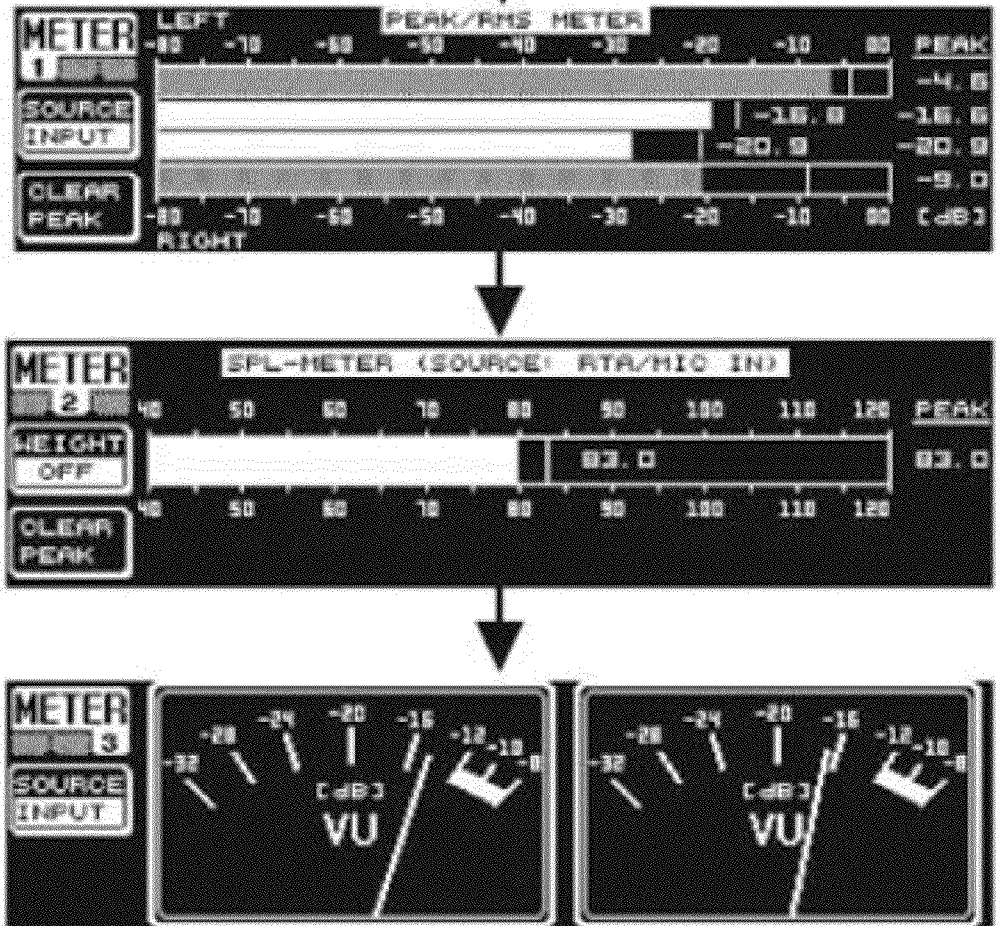 METER
1
SOURCE
INPUT
CLEAR
PEAK
LEFT
PEAK/RMS METER
-80 -70 -60 -50 -40 -30 -20 -10 00 PEAK
-4.6
-16.8 -16.6
-20.9 -20.9
-9.0
-80 -70 -60 -50 -40 -30 -20 -10 00 [dB]
RIGHT
METER
2
WEIGHT
OFF
CLEAR
PEAK
SPL-METER (SOURCE: RTA/MIC IN)
40 50 60 70 80 90 100 110 120 PEAK
83.0 83.0
40 50 60 70 80 90 100 110 120
METER
3
SOURCE
INPUT
-32 -28 -24 -20 -16 -12 -10 -8
[dB]
VU
-32 -28 -24 -20 -16 -12 -10 -8
[dB]
VU